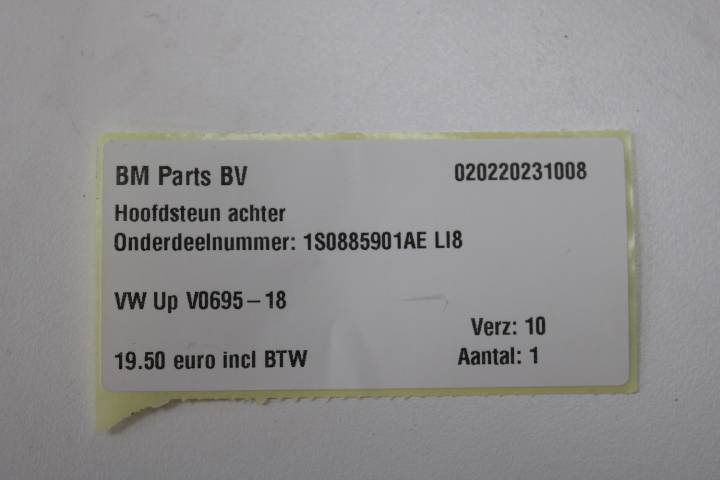 BM Parts BV 020220231008
Hoofdsteun achter
Onderdeelnummer: 1S0885901AE LI8
VW Up V0695-18
Verz: 10
19.50 euro incl BTW Aantal: 1